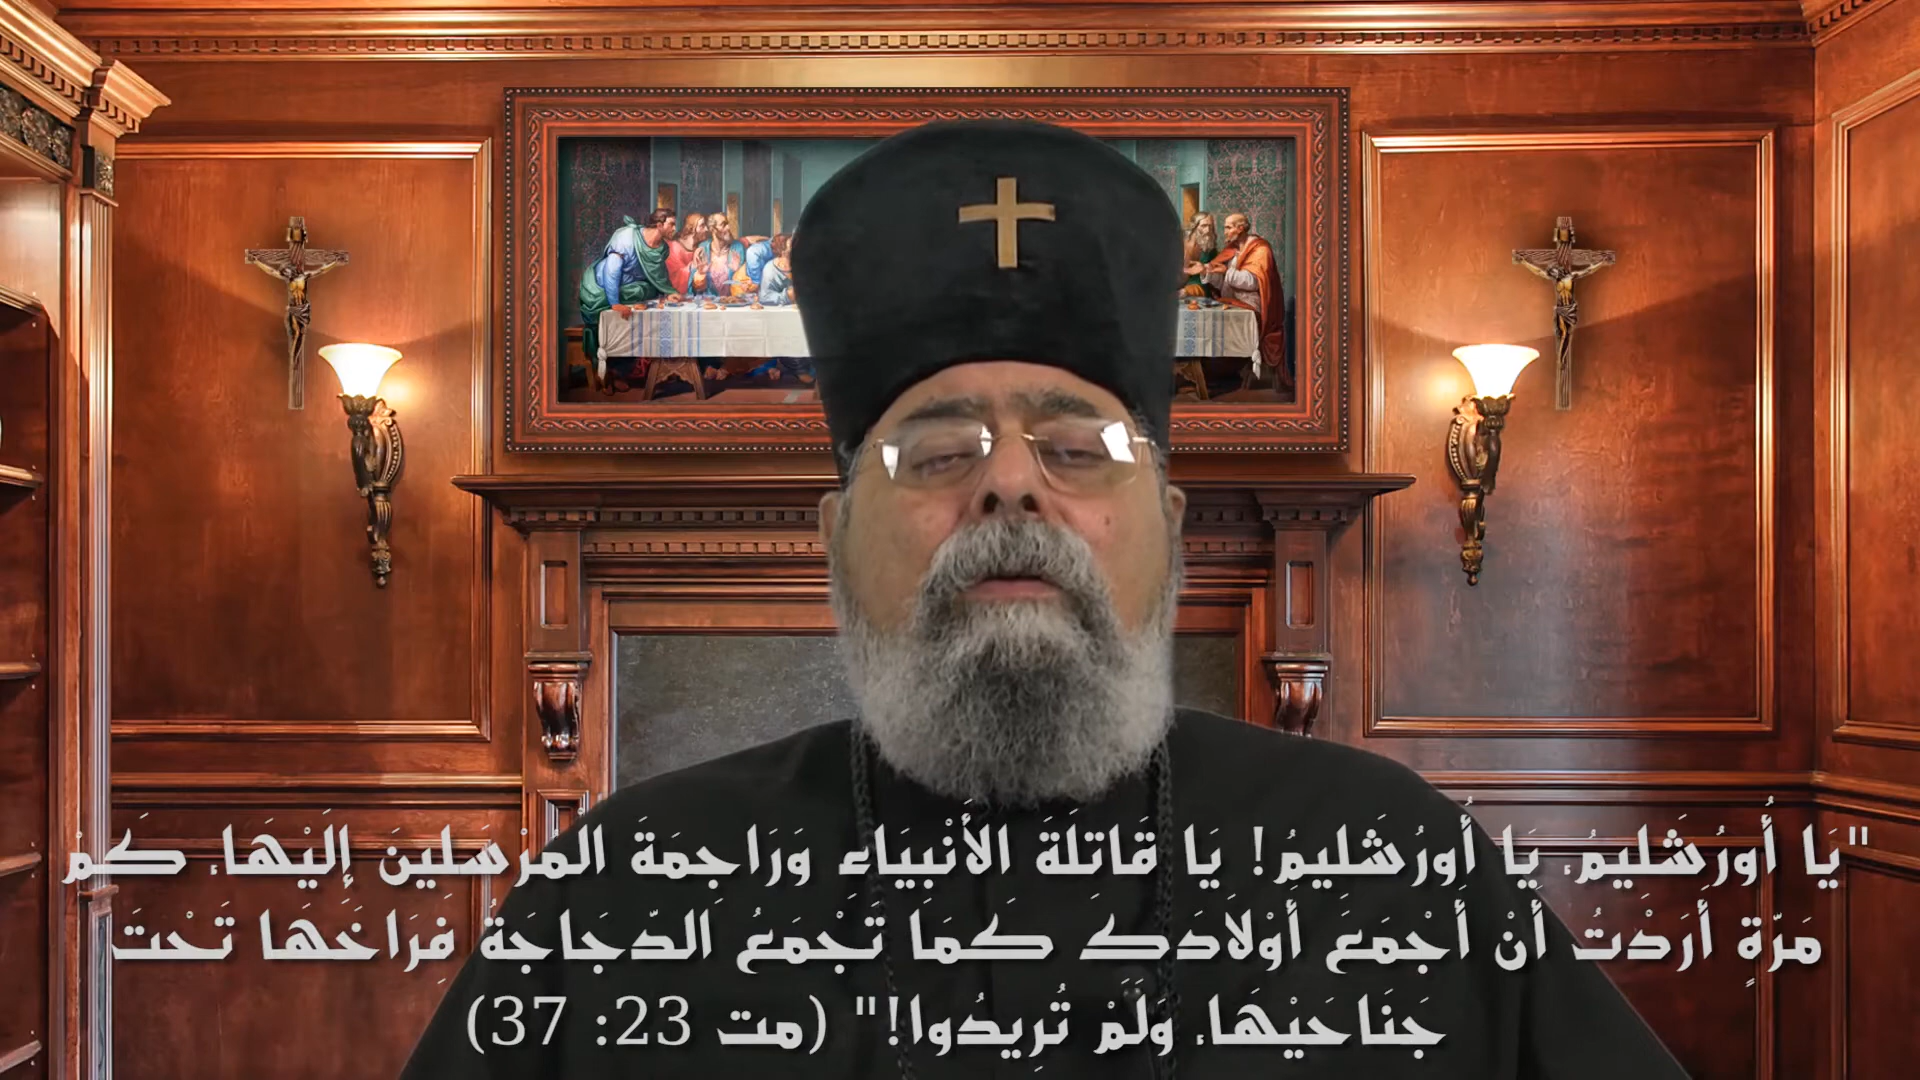 "يَا أُورُشَلِيمُ، يَا أُورُشَلِيمُ! يَا قَاتِلَةَ الأَنْبِيَاءِ وَرَاجِمَةَ الْمُرْسَلِينَ إِلَيْهَا، كَمْ
مَرَّةٍ أَرَدْتُ أَنْ أَجْمَعَ أَوْلاَدَكِ كَمَا تَجْمَعُ الدَّجَاجَةُ فِرَاخَهَا تَحْتَ
جَنَاحَيْهَا، وَلَمْ تُرِيدُوا!" (مت 23: 37)